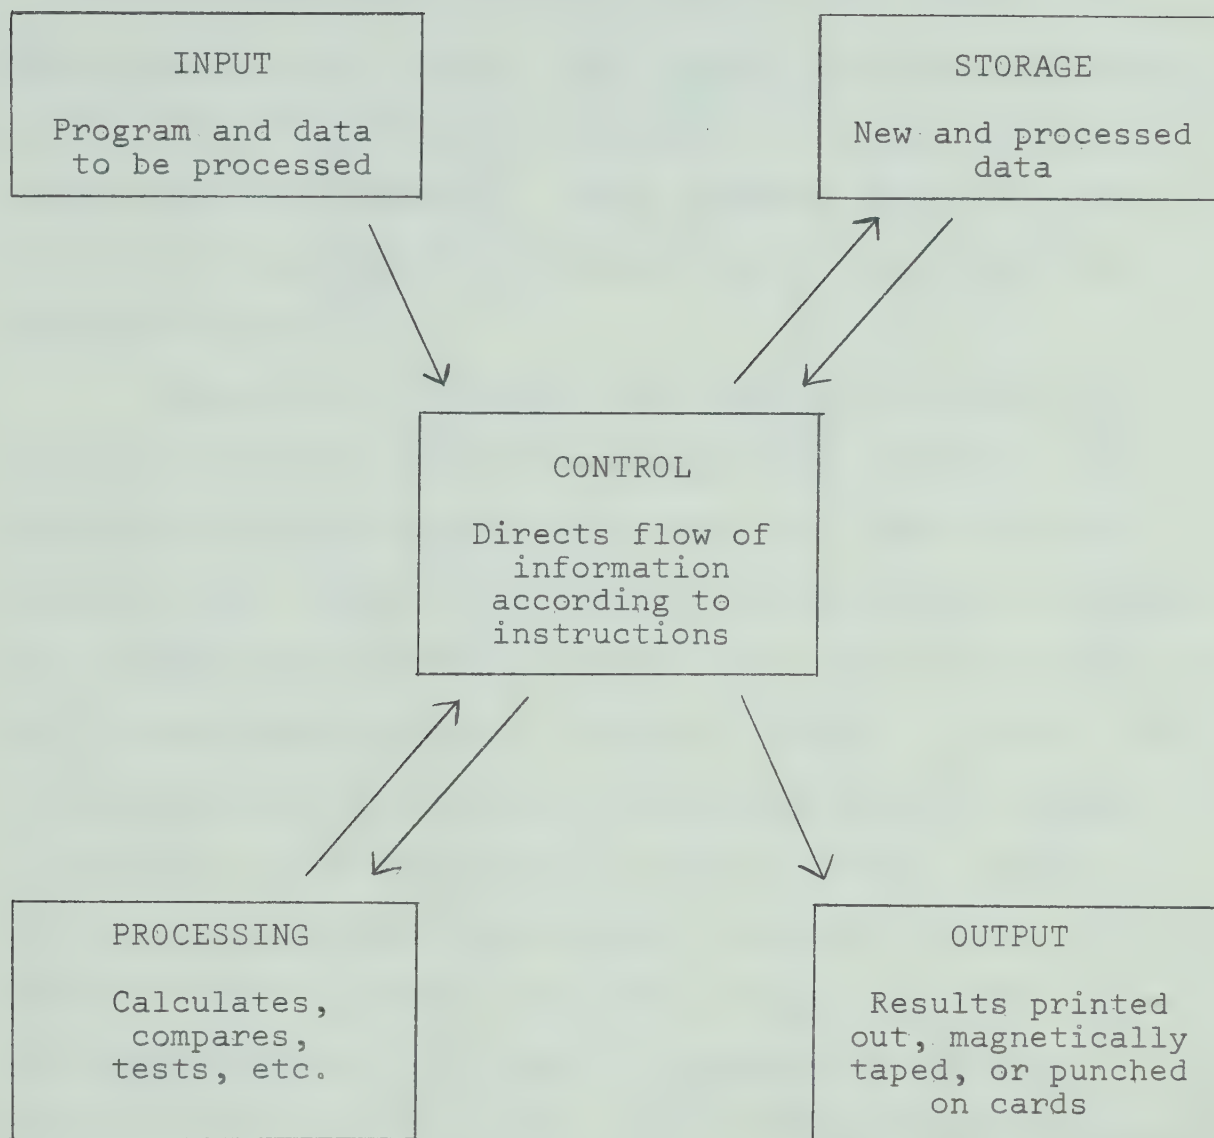 INPUT
Program and data
to be processed
STORAGE
New and processed
data
CONTROL
Directs flow of
information
according to
instructions
PROCESSING
Calculates,
compares,
tests, etc.
OUTPUT
Results printed
out, magnetically
taped, or punched
on cards